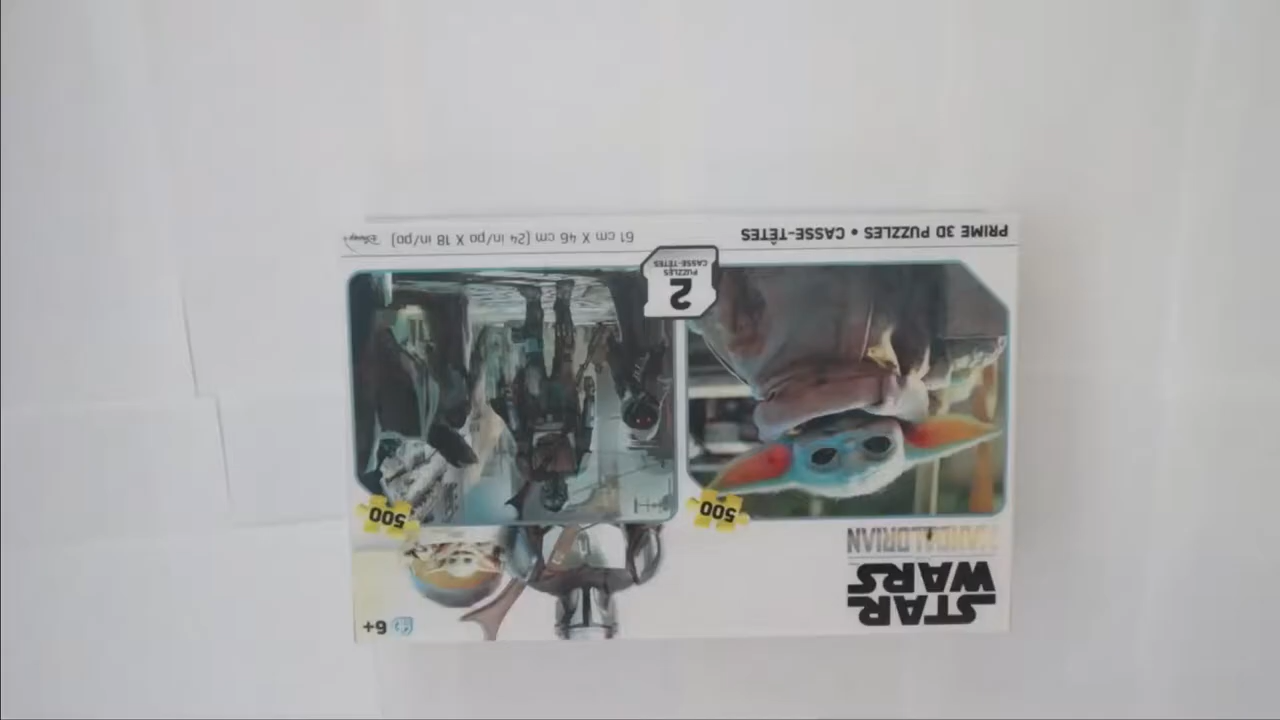 STAR
WARS
MANDALORIAN
6+
500
500
2
PUZZLES
CASSE-TÊTES
PRIME 3D PUZZLES • CASSE-TÊTES
61 cm X 46 cm [24 in/po X 18 in/po]
Disney+